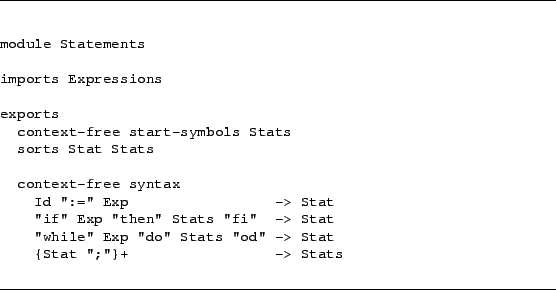 module Statements
imports Expressions
exports
context-free start-symbols Stats
sorts Stat Stats
context-free syntax
Id ":=" Exp -> Stat
"if" Exp "then" Stats "fi" -> Stat
"while" Exp "do" Stats "od" -> Stat
{Stat ";"}+ -> Stats